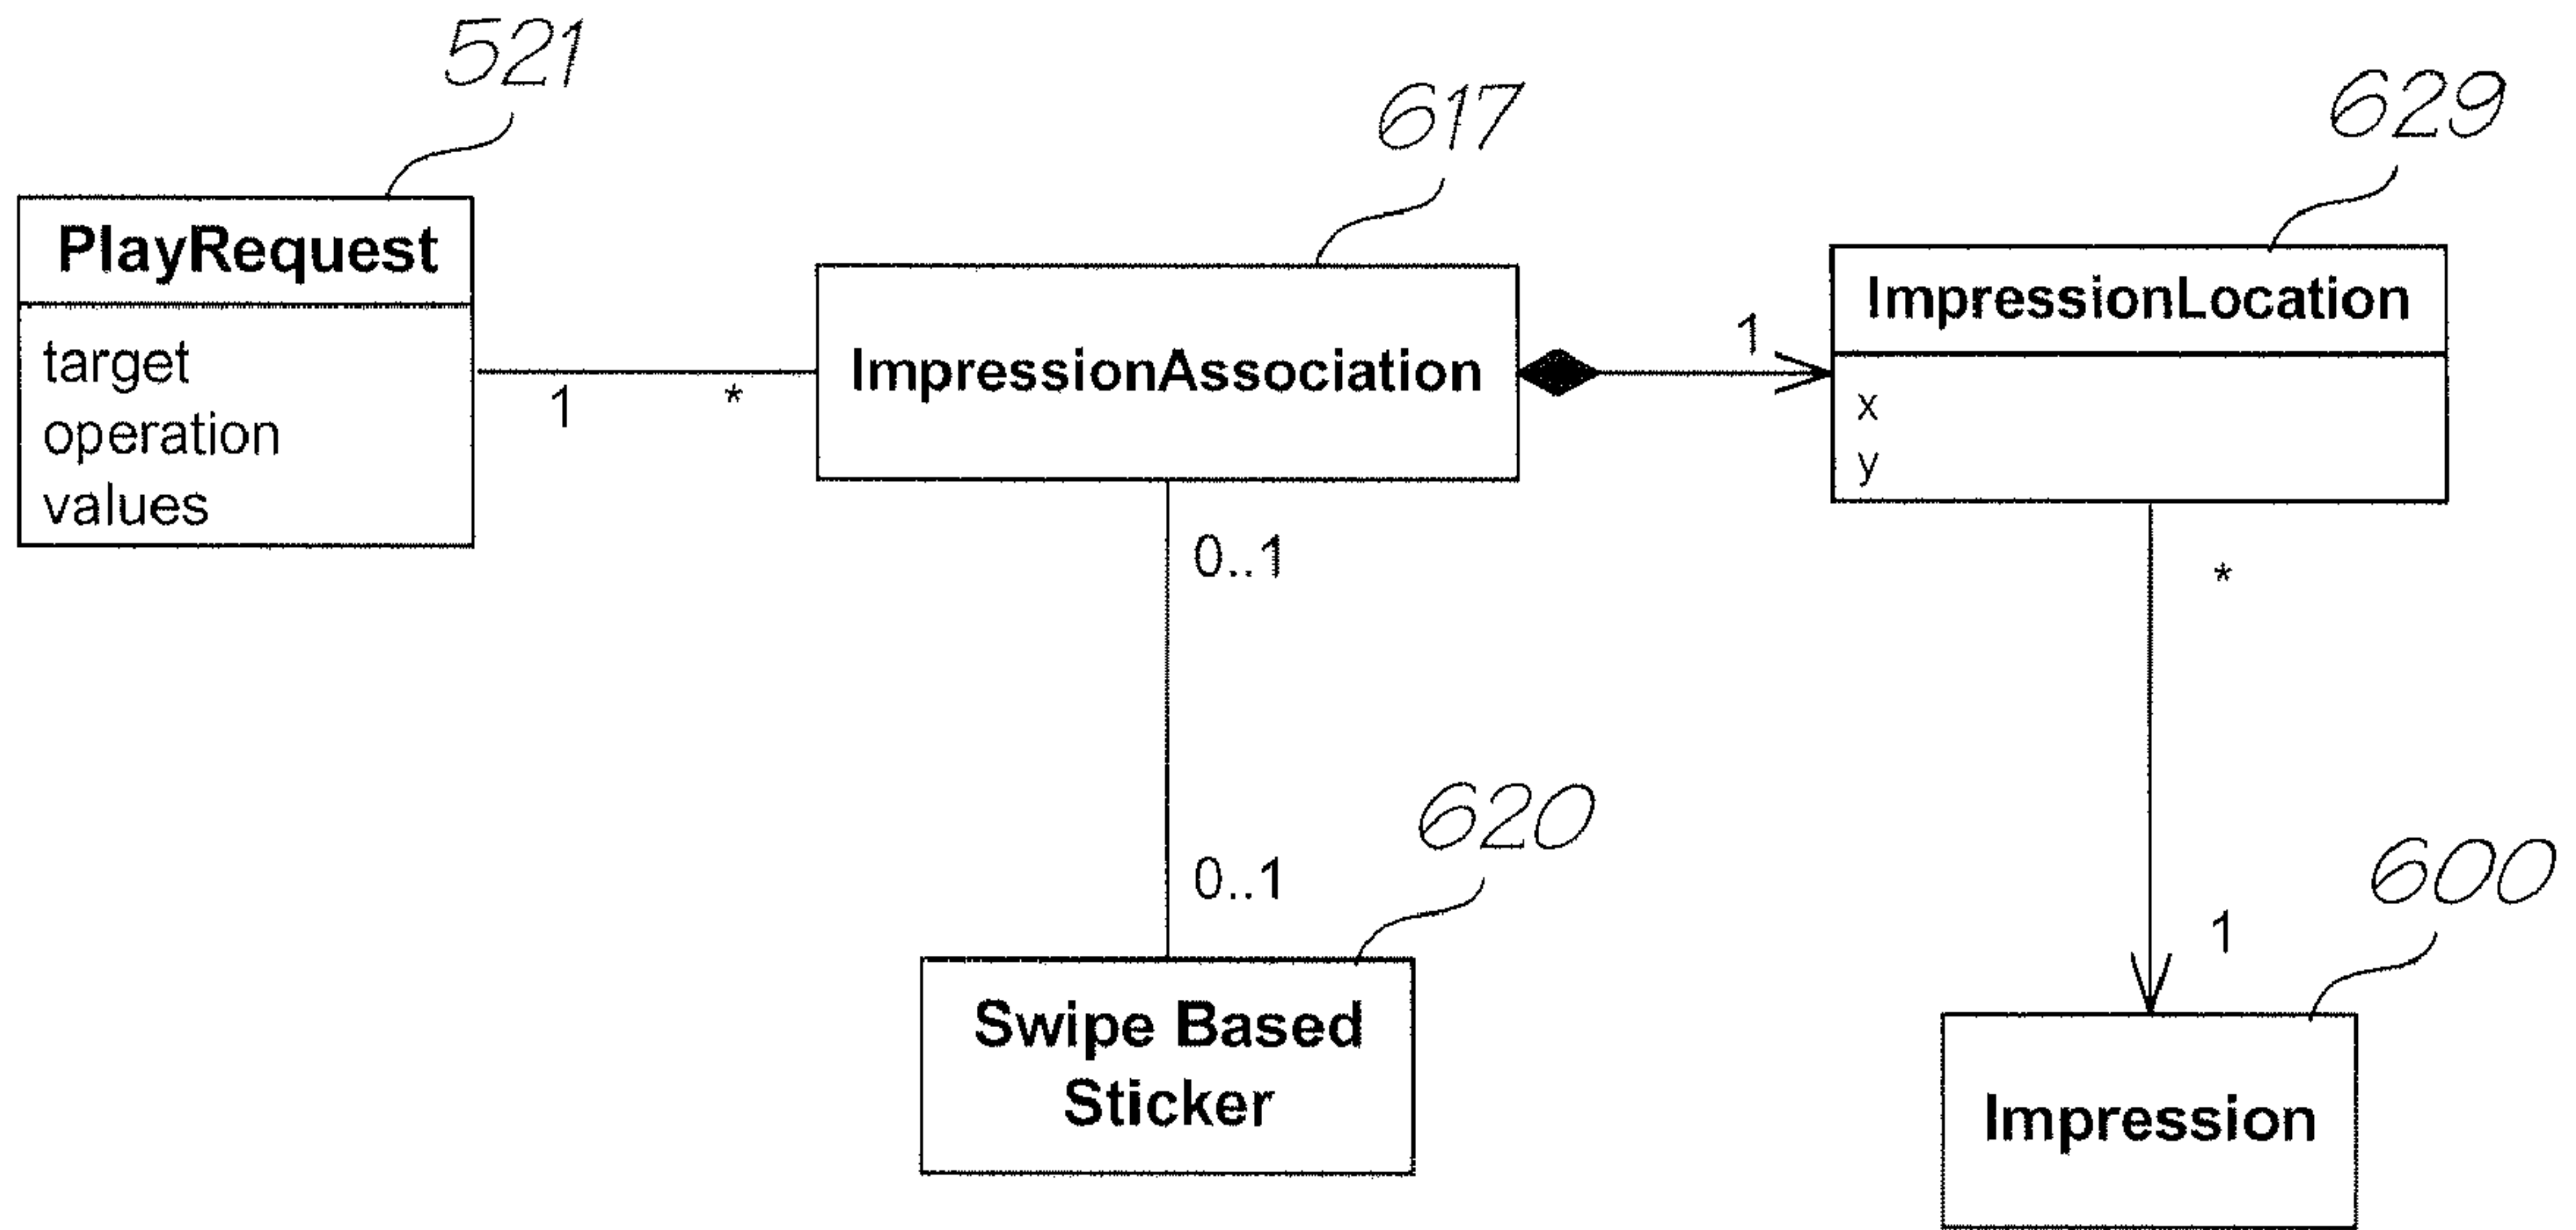 521
617
629
PlayRequest
target
operation
values
1
*
ImpressionAssociation
1
ImpressionLocation
x
y
0..1
*
0..1
620
600
1
Swipe Based
Sticker
Impression